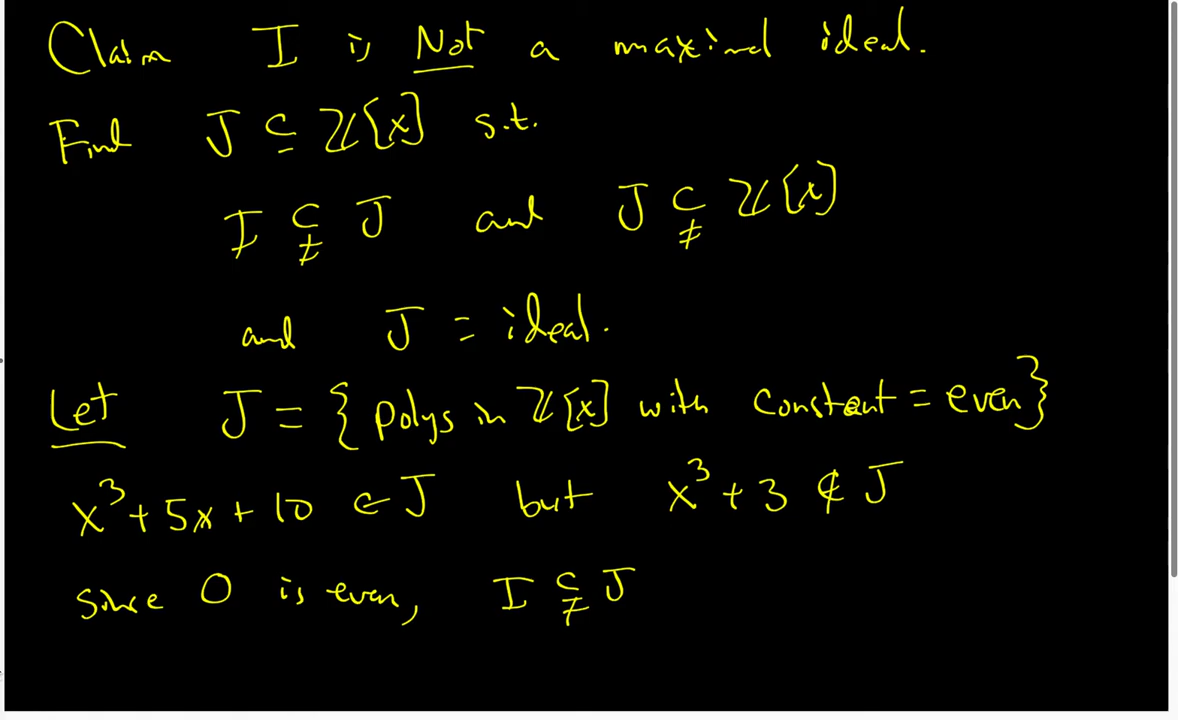 Claim I is Not a maximal ideal.
Find J ⊆ ℤ[x] s.t.
I ⊊ J and J ⊊ ℤ[x]
and J = ideal.
Let J = {polys in ℤ[x] with constant = even}
x³+5x+10 ∈ J but x³+3 ∉ J
since 0 is even, I ⊊ J